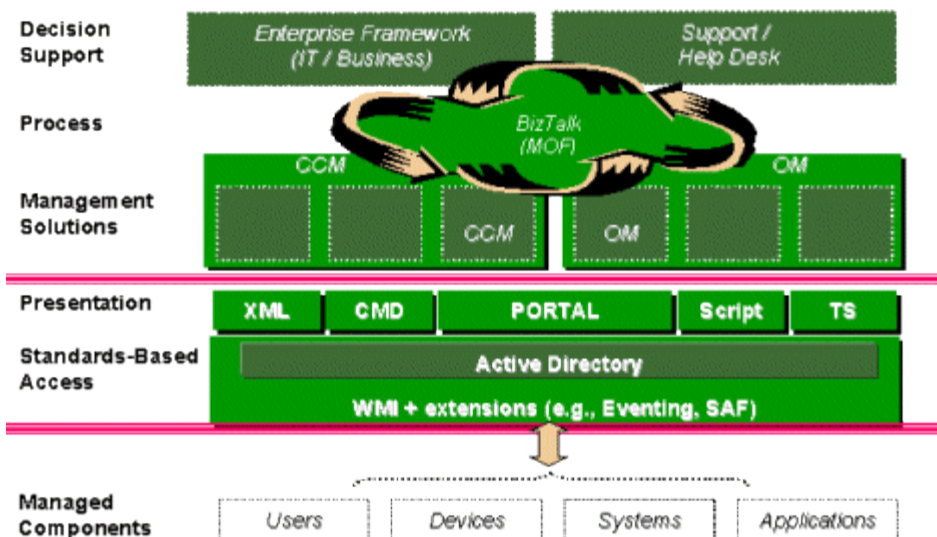 Decision
Support
Enterprise Framework
(IT / Business)
Support /
Help Desk
Process
BizTalk
(MOF)
CCM
OM
Management
Solutions
CCM
OM
Presentation
XML
CMD
PORTAL
Script
TS
Standards-Based
Access
Active Directory
WMI + extensions (e.g., Eventing, SAF)
Managed
Components
Users
Devices
Systems
Applications